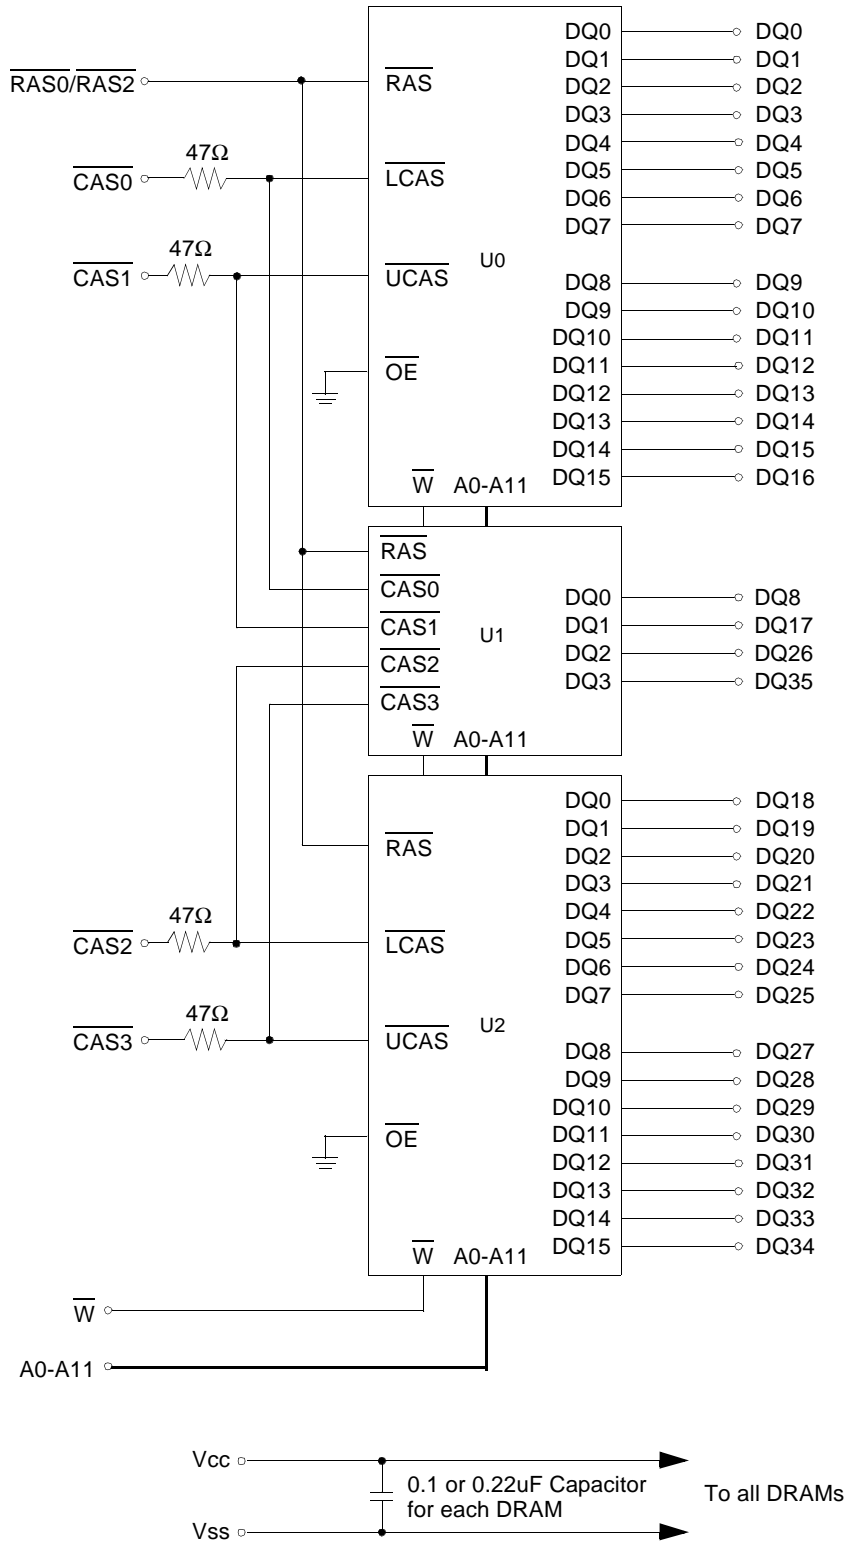 DQ0 DQ0
DQ1 DQ1
RAS0/RAS2 RAS DQ2 DQ2
DQ3 DQ3
47Ω DQ4 DQ4
CAS0 LCAS DQ5 DQ5
DQ6 DQ6
DQ7 DQ7
47Ω U0
CAS1 UCAS DQ8 DQ9
DQ9 DQ10
DQ10 DQ11
OE DQ11 DQ12
DQ12 DQ13
DQ13 DQ14
DQ14 DQ15
W A0-A11 DQ15 DQ16
RAS
CAS0 DQ0 DQ8
CAS1 U1 DQ1 DQ17
CAS2 DQ2 DQ26
CAS3 DQ3 DQ35
W A0-A11
DQ0 DQ18
DQ1 DQ19
RAS DQ2 DQ20
DQ3 DQ21
47Ω DQ4 DQ22
CAS2 LCAS DQ5 DQ23
DQ6 DQ24
DQ7 DQ25
47Ω U2
CAS3 UCAS DQ8 DQ27
DQ9 DQ28
DQ10 DQ29
OE DQ11 DQ30
DQ12 DQ31
DQ13 DQ32
DQ14 DQ33
W A0-A11 DQ15 DQ34
W
A0-A11
Vcc
0.1 or 0.22uF Capacitor
for each DRAM
To all DRAMs
Vss